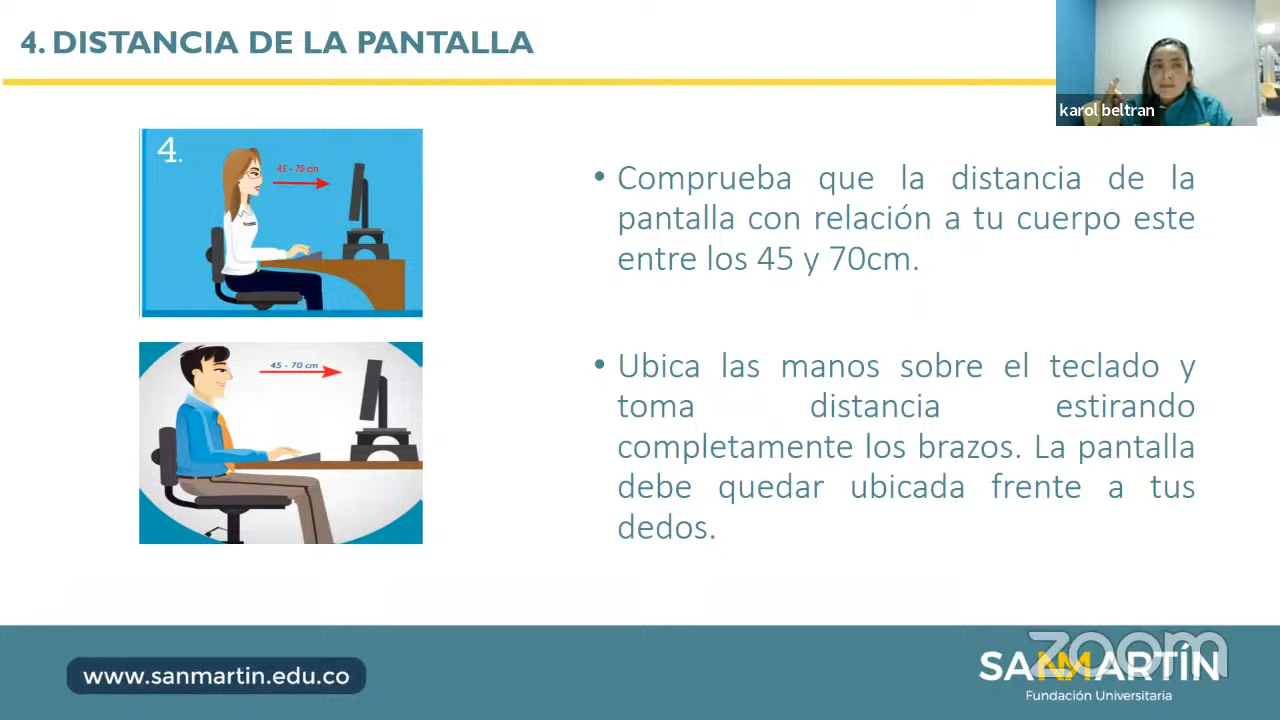 4. DISTANCIA DE LA PANTALLA
karol beltran
4.
45 - 70 cm
• Comprueba que la distancia de la
pantalla con relación a tu cuerpo este
entre los 45 y 70cm.
45 - 70 cm
• Ubica las manos sobre el teclado y
toma distancia estirando
completamente los brazos. La pantalla
debe quedar ubicada frente a tus
dedos.
zoom
www.sanmartin.edu.co
SANMARTÍN
Fundación Universitaria